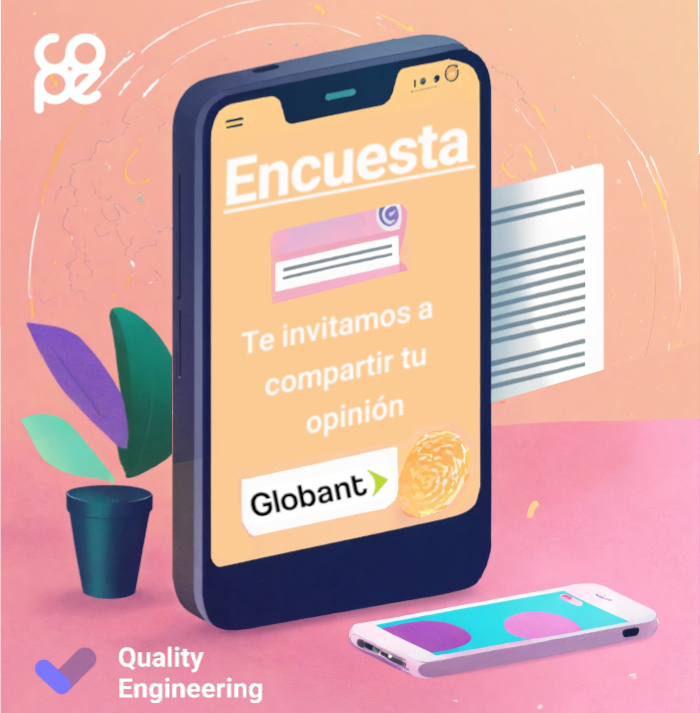 cope
Encuesta
Te invitamos a
compartir tu
opinión
Globant
Quality
Engineering